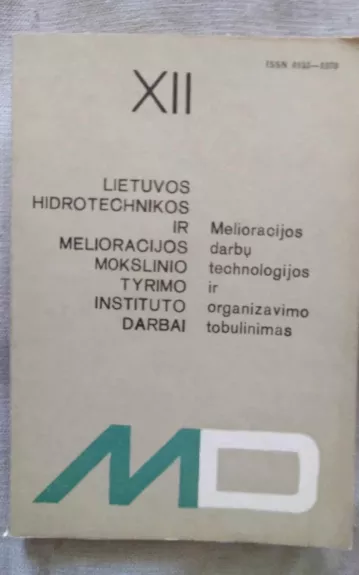 ISSN
XII
LIETUVOS
HIDROTECHNIKOS
IR
MELIORACIJOS
MOKSLINIO
TYRIMO
INSTITUTO
DARBAI
Melioracijos
darbų
technologijos
ir
organizavimo
tobulinimas
MD